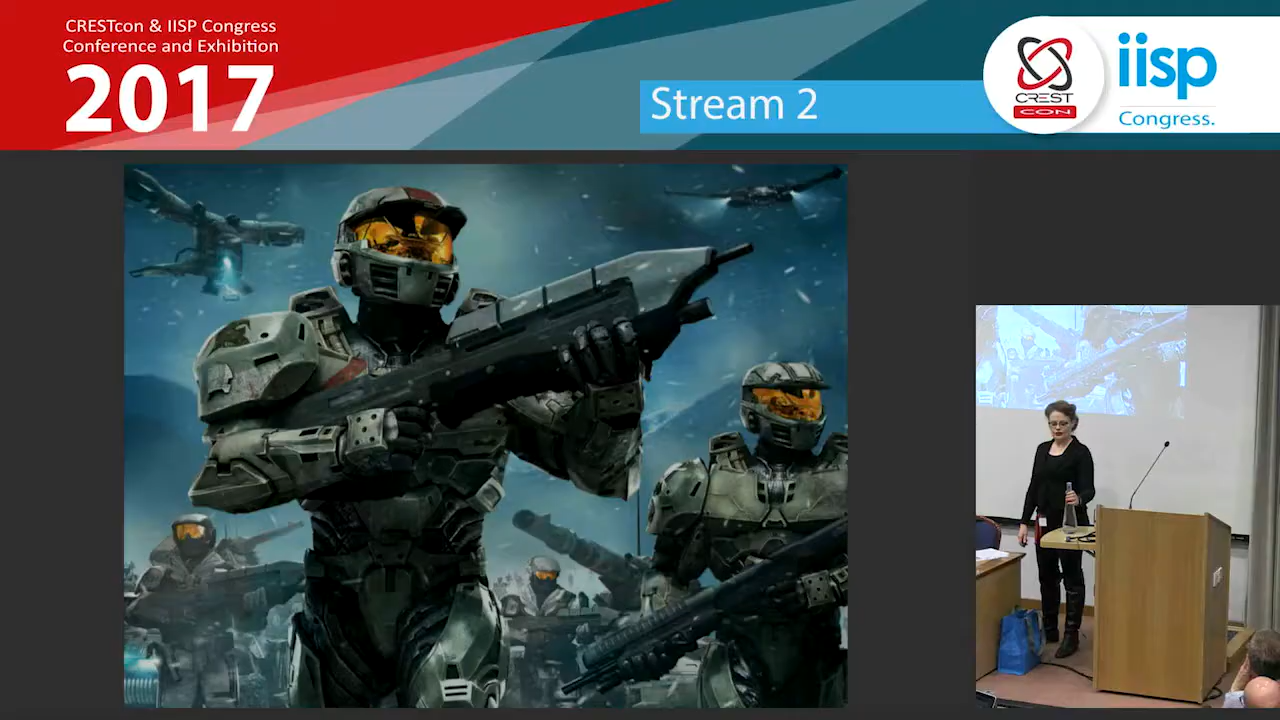 CRESTcon & IISP Congress
Conference and Exhibition
2017
Stream 2
CREST
CON
iisp
Congress.